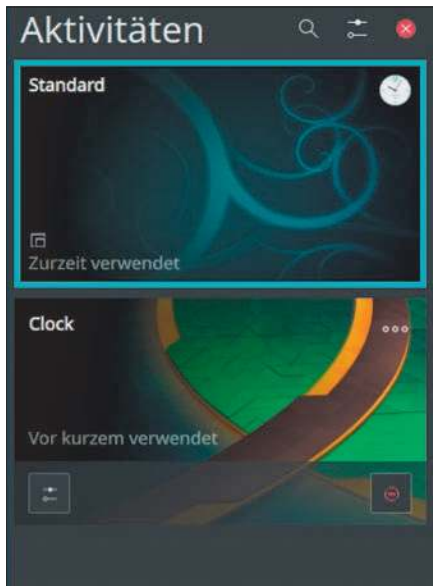 Aktivitäten
Standard
Zurzeit verwendet
Clock
Vor kurzem verwendet